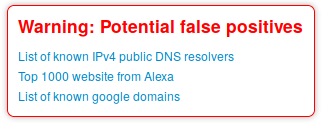 Warning: Potential false positives
List of known IPv4 public DNS resolvers
Top 1000 website from Alexa
List of known google domains